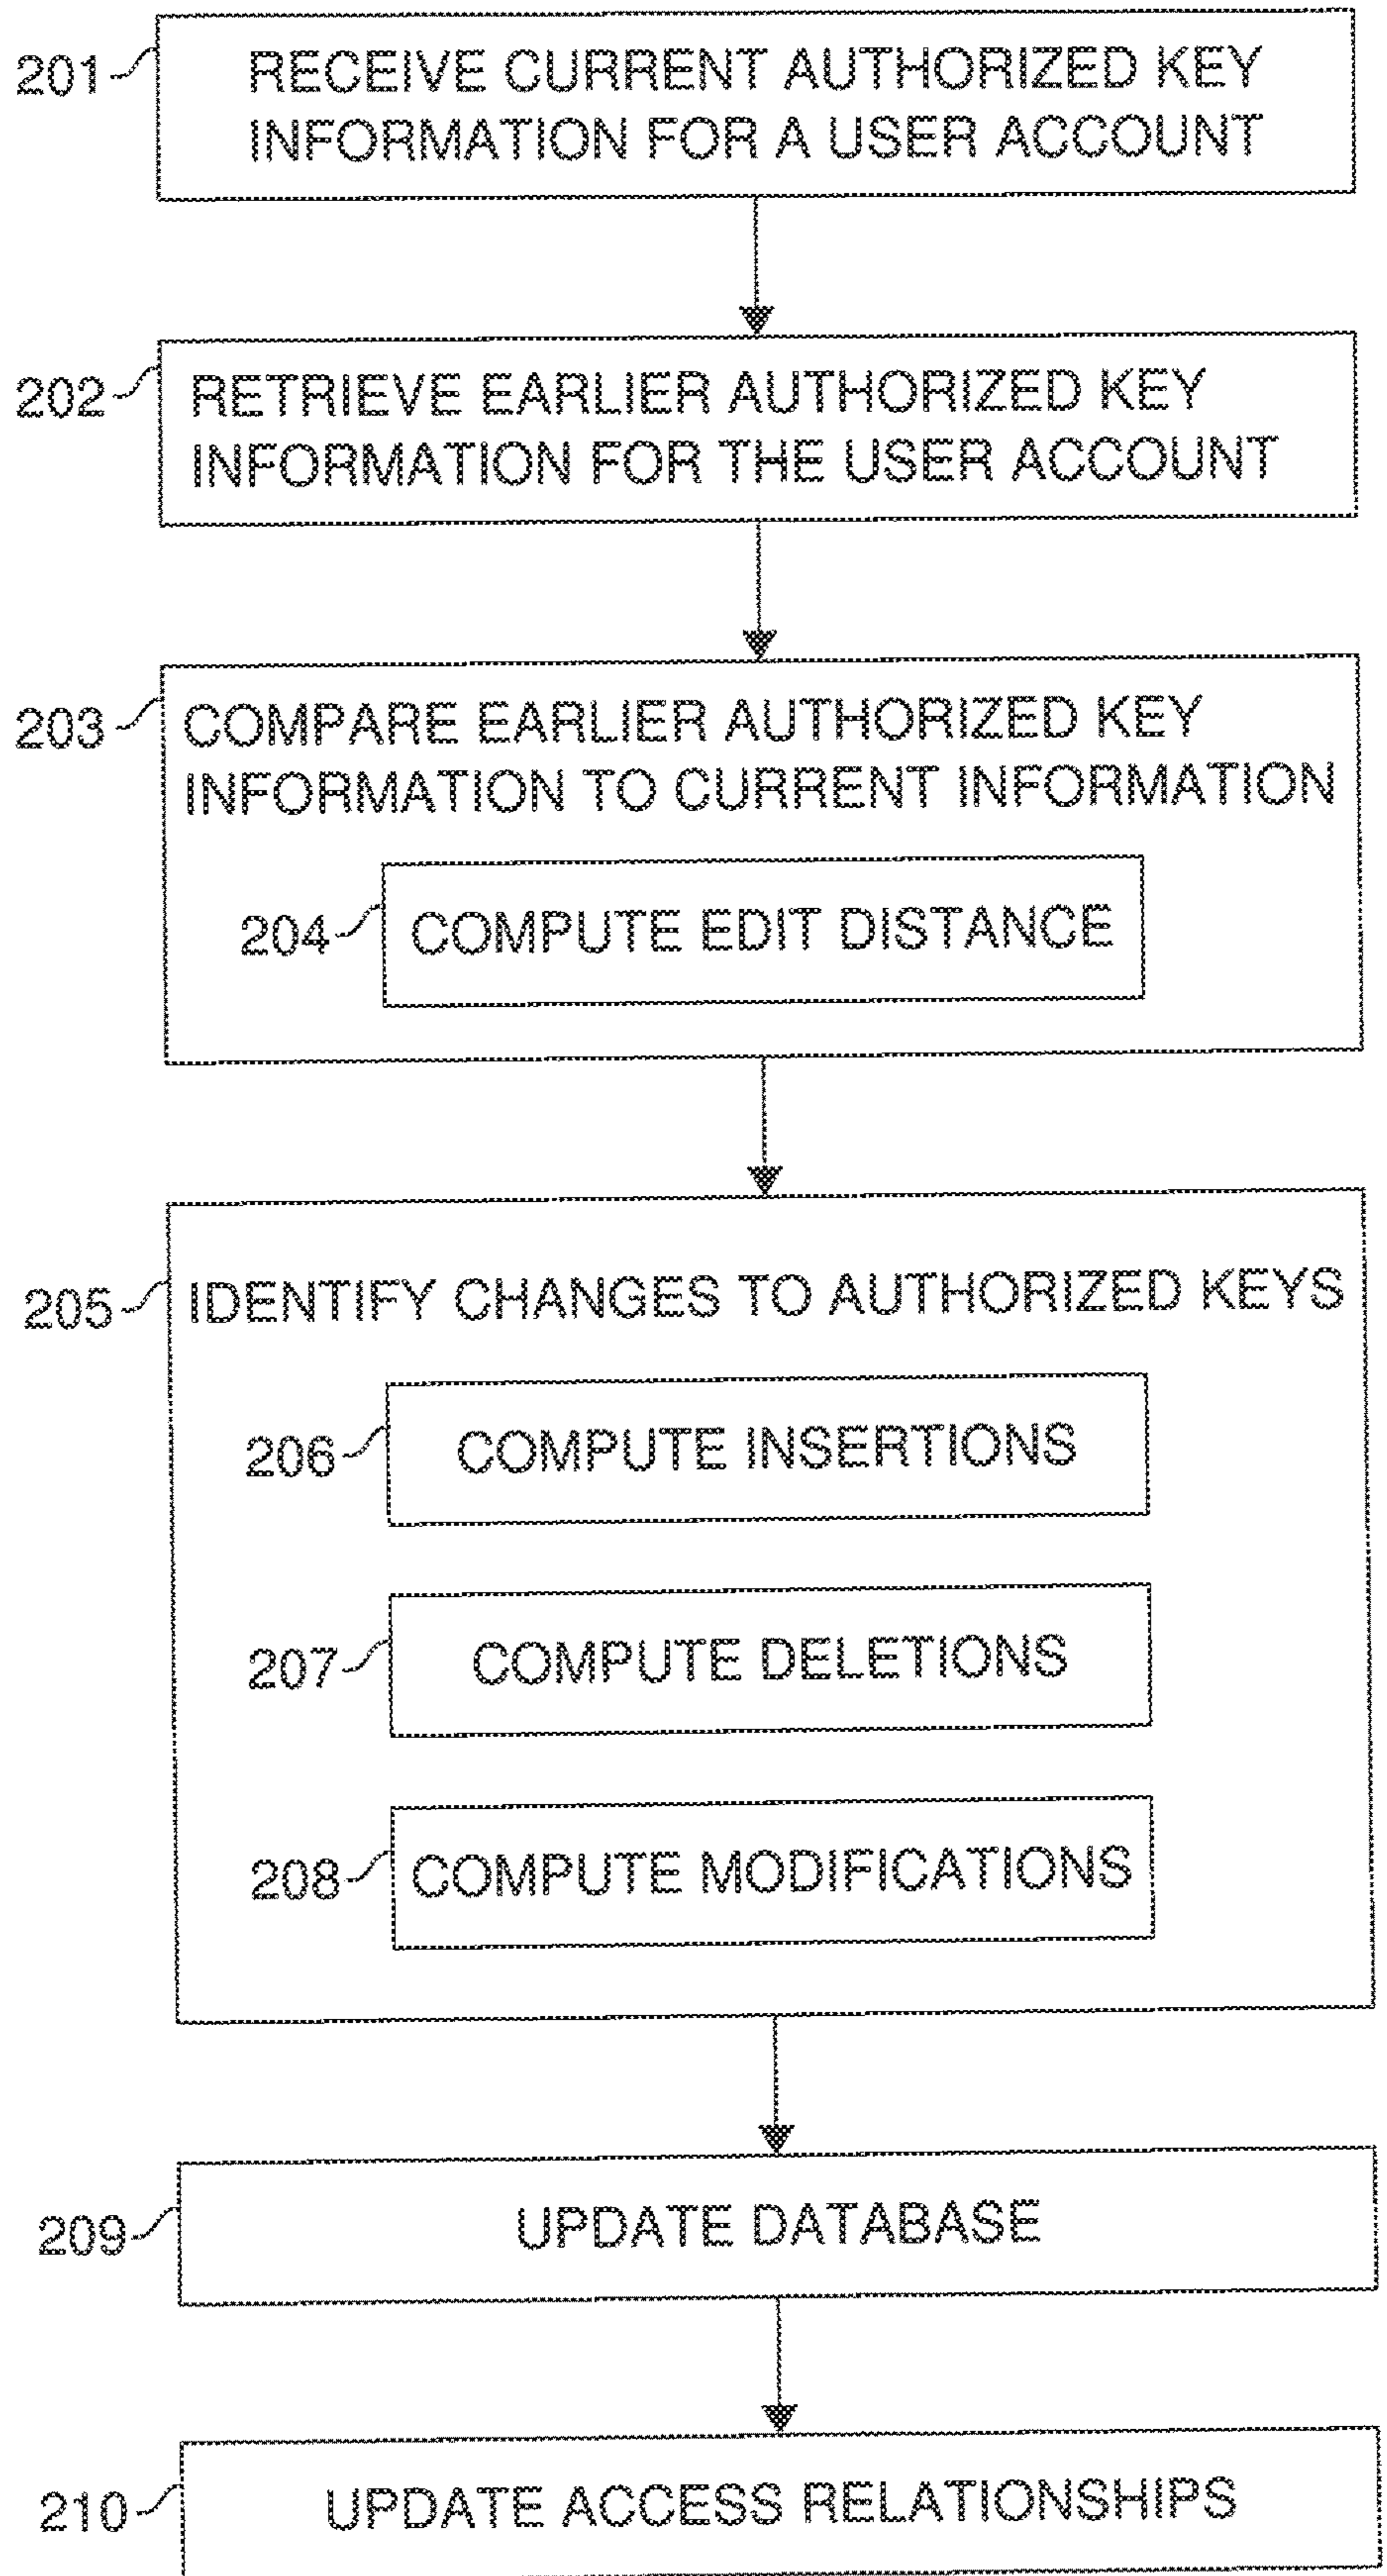 201
RECEIVE CURRENT AUTHORIZED KEY
INFORMATION FOR A USER ACCOUNT
202
RETRIEVE EARLIER AUTHORIZED KEY
INFORMATION FOR THE USER ACCOUNT
203
COMPARE EARLIER AUTHORIZED KEY
INFORMATION TO CURRENT INFORMATION
204
COMPUTE EDIT DISTANCE
205
IDENTIFY CHANGES TO AUTHORIZED KEYS
206
COMPUTE INSERTIONS
207
COMPUTE DELETIONS
208
COMPUTE MODIFICATIONS
209
UPDATE DATABASE
210
UPDATE ACCESS RELATIONSHIPS